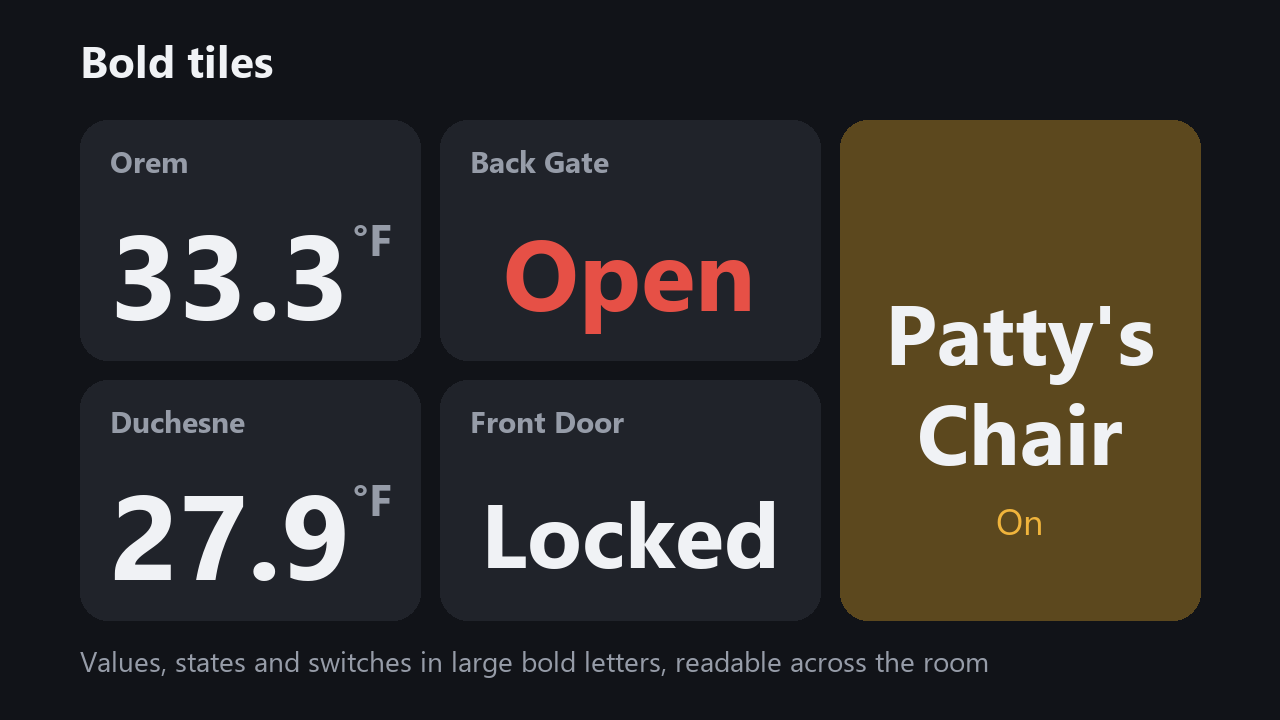 Bold tiles
Orem
33.3 °F
Back Gate
Open
Duchesne
27.9 °F
Front Door
Locked
Patty's
Chair
On
Values, states and switches in large bold letters, readable across the room